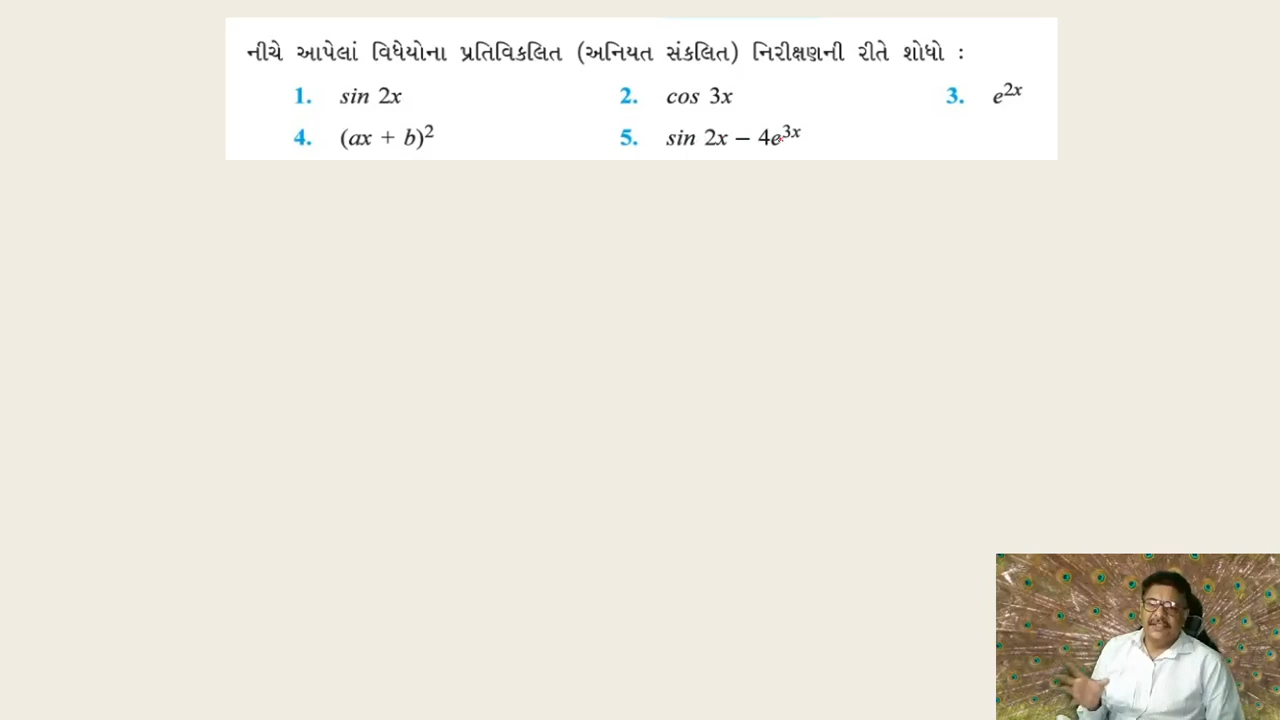 નીચે આપેલાં વિધેયોના પ્રતિવિકલિત (અનિયત સંકલિત) નિરીક્ષણની રીતે શોધો :
1. sin 2x 2. cos 3x 3. e^{2x}
4. (ax + b)^2 5. sin 2x – 4e^{3x}